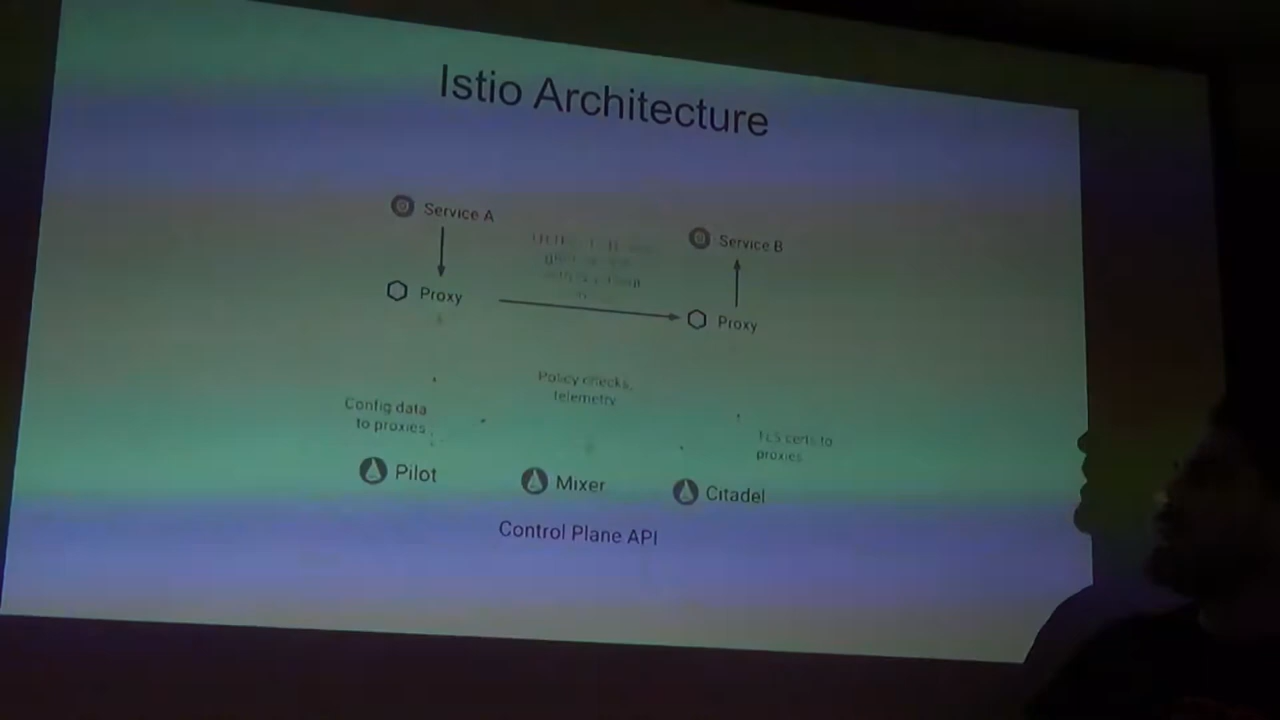 Istio Architecture
Service A
Service B
Proxy
Proxy
Policy checks,
telemetry
Config data
to proxies
TLS certs to
proxies
Pilot
Mixer
Citadel
Control Plane API